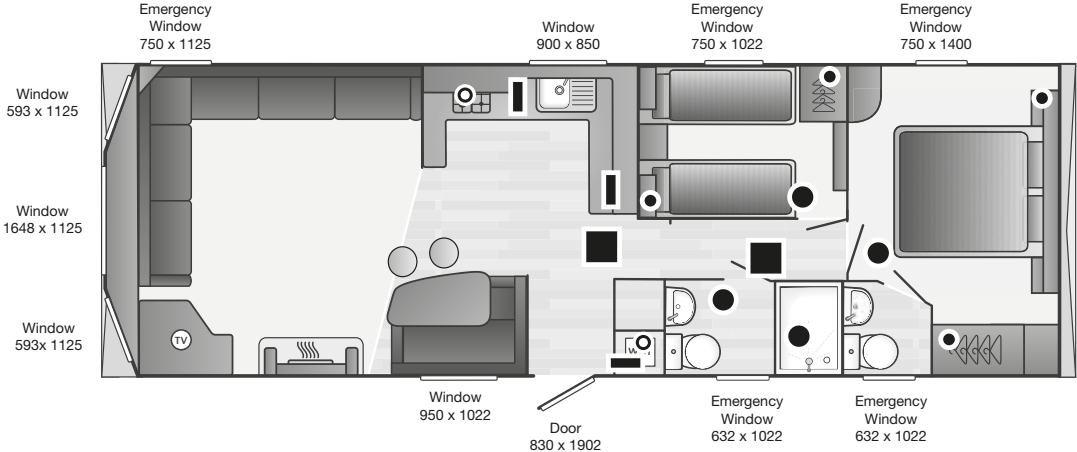 Emergency
Window
750 x 1125
Window
900 x 850
Emergency
Window
750 x 1022
Emergency
Window
750 x 1400
Window
593 x 1125
Window
1648 x 1125
Window
593x 1125
TV
Window
950 x 1022
Door
830 x 1902
Emergency
Window
632 x 1022
Emergency
Window
632 x 1022